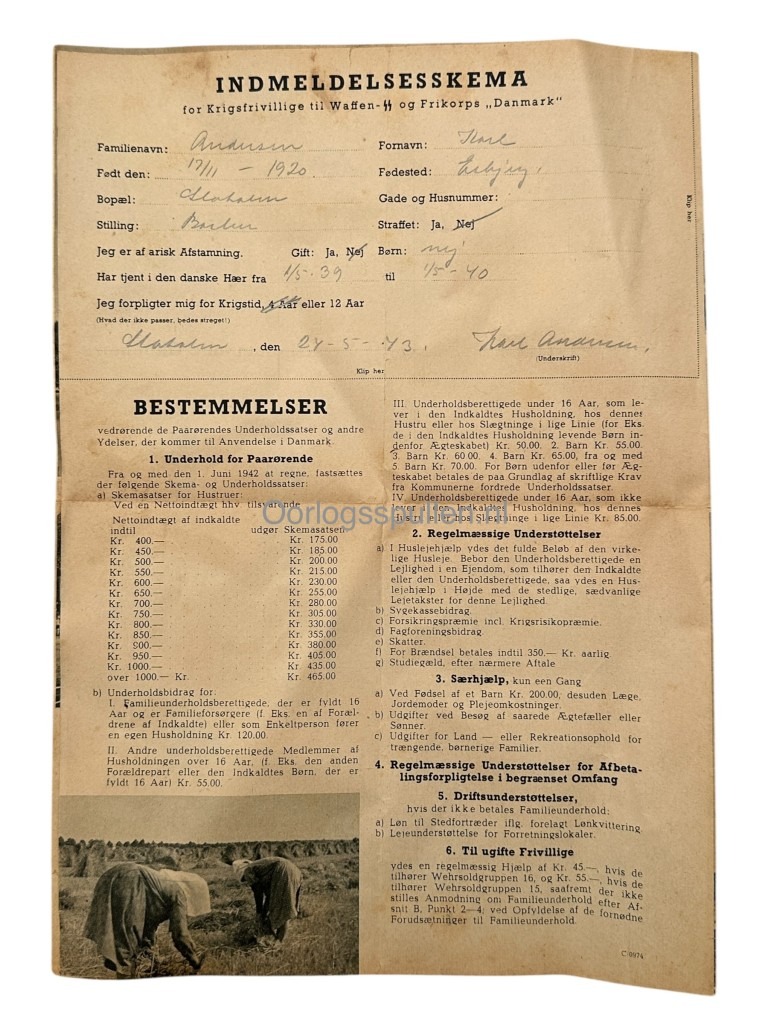 INDMELDELSESSKEMA
for Krigsfrivillige til Waffen-SS og Frikorps „Danmark"
Familienavn: Andersen Fornavn: Karl
Født den: 17/11 – 1920. Fødested: Esbjerg.
Bopæl: Gade og Husnummer:
Stilling: Straffet: Ja, Nej
Jeg er af arisk Afstamning. Gift: Ja, Nej Børn: nej
Har tjent i den danske Hær fra 1/5-39 til 1/5-40
Jeg forpligter mig for Krigstid, 4 Aar eller 12 Aar
(Hvad der ikke passer, bedes streget!)
, den 24-5-43. Karl Andersen,
(Underskrift)
Klip her
Klip her
BESTEMMELSER
vedrørende de Paarørendes Underholdssatser og andre
Ydelser, der kommer til Anvendelse i Danmark.
1. Underhold for Paarørende
Fra og med den 1. Juni 1942 at regne, fastsættes
der følgende Skema- og Underholdssatser:
a) Skemasatser for Hustruer:
Ved en Nettoindtægt hhv. tilsvarende
Nettoindtægt af indkaldte
indtil udgør Skemasatsen
Kr. 400.— Kr. 175.00
Kr. 450.— Kr. 185.00
Kr. 500.— Kr. 200.00
Kr. 550.— Kr. 215.00
Kr. 600.— Kr. 230.00
Kr. 650.— Kr. 255.00
Kr. 700.— Kr. 280.00
Kr. 750.— Kr. 305.00
Kr. 800.— Kr. 330.00
Kr. 850.— Kr. 355.00
Kr. 900.— Kr. 380.00
Kr. 950.— Kr. 405.00
Kr. 1000.— Kr. 435.00
over 1000.— Kr. Kr. 465.00
b) Underholdsbidrag for:
I. Familieunderholdsberettigede, der er fyldt 16
Aar og er Familieforsørgere (f. Eks. en af Foræl-
drene af Indkaldte) eller som Enkeltperson fører
en egen Husholdning Kr. 120.00
II. Andre underholdsberettigede Medlemmer af
Husholdningen over 16 Aar, (f. Eks. den anden
Forældrepart eller den Indkaldtes Børn, der er
fyldt 16 Aar) Kr. 55.00.
III. Underholdsberettigede under 16 Aar, som le-
ver i den Indkaldtes Husholdning, hos dennes
Hustru eller hos Slægtninge i lige Linie (for Eks.
de i den Indkaldtes Husholdning levende Børn in-
denfor Ægteskabet) Kr. 50.00. 2. Barn Kr. 55.00.
3. Barn Kr. 60.00. 4. Barn Kr. 65.00, fra og med
5. Barn Kr. 70.00. For Børn udenfor eller før Æg-
teskabet betales de paa Grundlag af skriftlige Krav
fra Kommunerne fordrede Underholdssatser.
IV. Underholdsberettigede under 16 Aar, som ikke
lever i den Indkaldtes Husholdning, hos dennes
Hustru eller hos Slægtninge i lige Linie Kr. 85.00.
2. Regelmæssige Understøttelser
a) I Huslejehjælp ydes det fulde Beløb af den virke-
lige Husleje. Bebor den Underholdsberettigede en
Lejlighed i en Ejendom, som tilhører den Indkaldte
eller den Underholdsberettigede, saa ydes en Hus-
lejehjælp i Højde med de stedlige, sædvanlige
Lejetakster for denne Lejlighed.
b) Sygekassebidrag.
c) Forsikringspræmie incl. Krigsrisikopræmie.
d) Fagforeningsbidrag.
e) Skatter.
f) For Brændsel betales indtil 350.— Kr. aarlig.
g) Studiegæld, efter nærmere Aftale
3. Særhjælp, kun een Gang
a) Ved Fødsel af et Barn Kr. 200.00, desuden Læge,
Jordemoder og Plejeomkostninger.
b) Udgifter ved Besøg af saarede Ægtefæller eller
Sønner.
c) Udgifter for Land — eller Rekreationsophold for
trængende, børnerige Familier.
4. Regelmæssige Understøttelser for Afbeta-
lingsforpligtelse i begrænset Omfang
5. Driftsunderstøttelser,
hvis der ikke betales Familieunderhold:
a) Løn til Stedfortræder iflg. forelagt Lønkvittering.
b) Lejeunderstøttelse for Forretningslokaler.
6. Til ugifte Frivillige
ydes en regelmæssig Hjælp af Kr. 45.—, hvis de
tilhører Wehrsoldgruppen 16, og Kr. 55.—, hvis de
tilhører Wehrsoldgruppen 15, saafremt der ikke
stilles Anmodning om Familieunderhold efter Af-
snit B, Punkt 2—4; ved Opfyldelse af de fornødne
Forudsætninger til Familieunderhold.
C 0974
Oorlogsspullen.nl